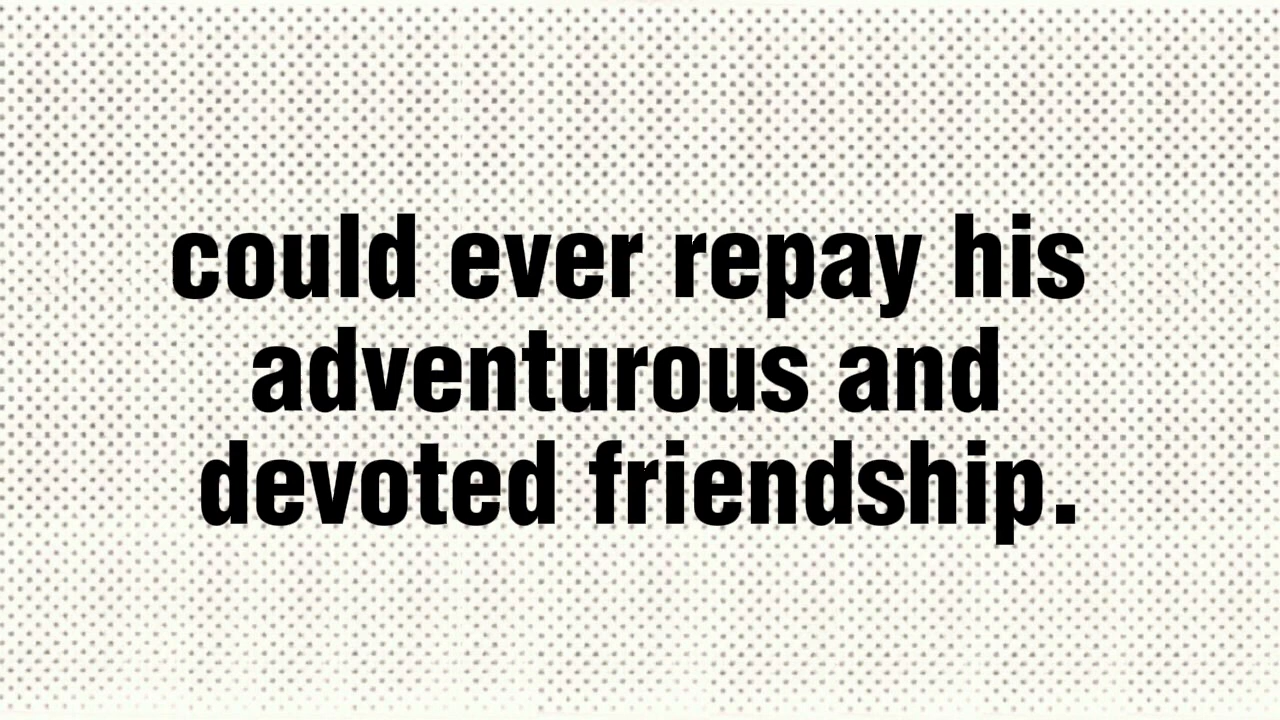 could ever repay his
adventurous and
devoted friendship.